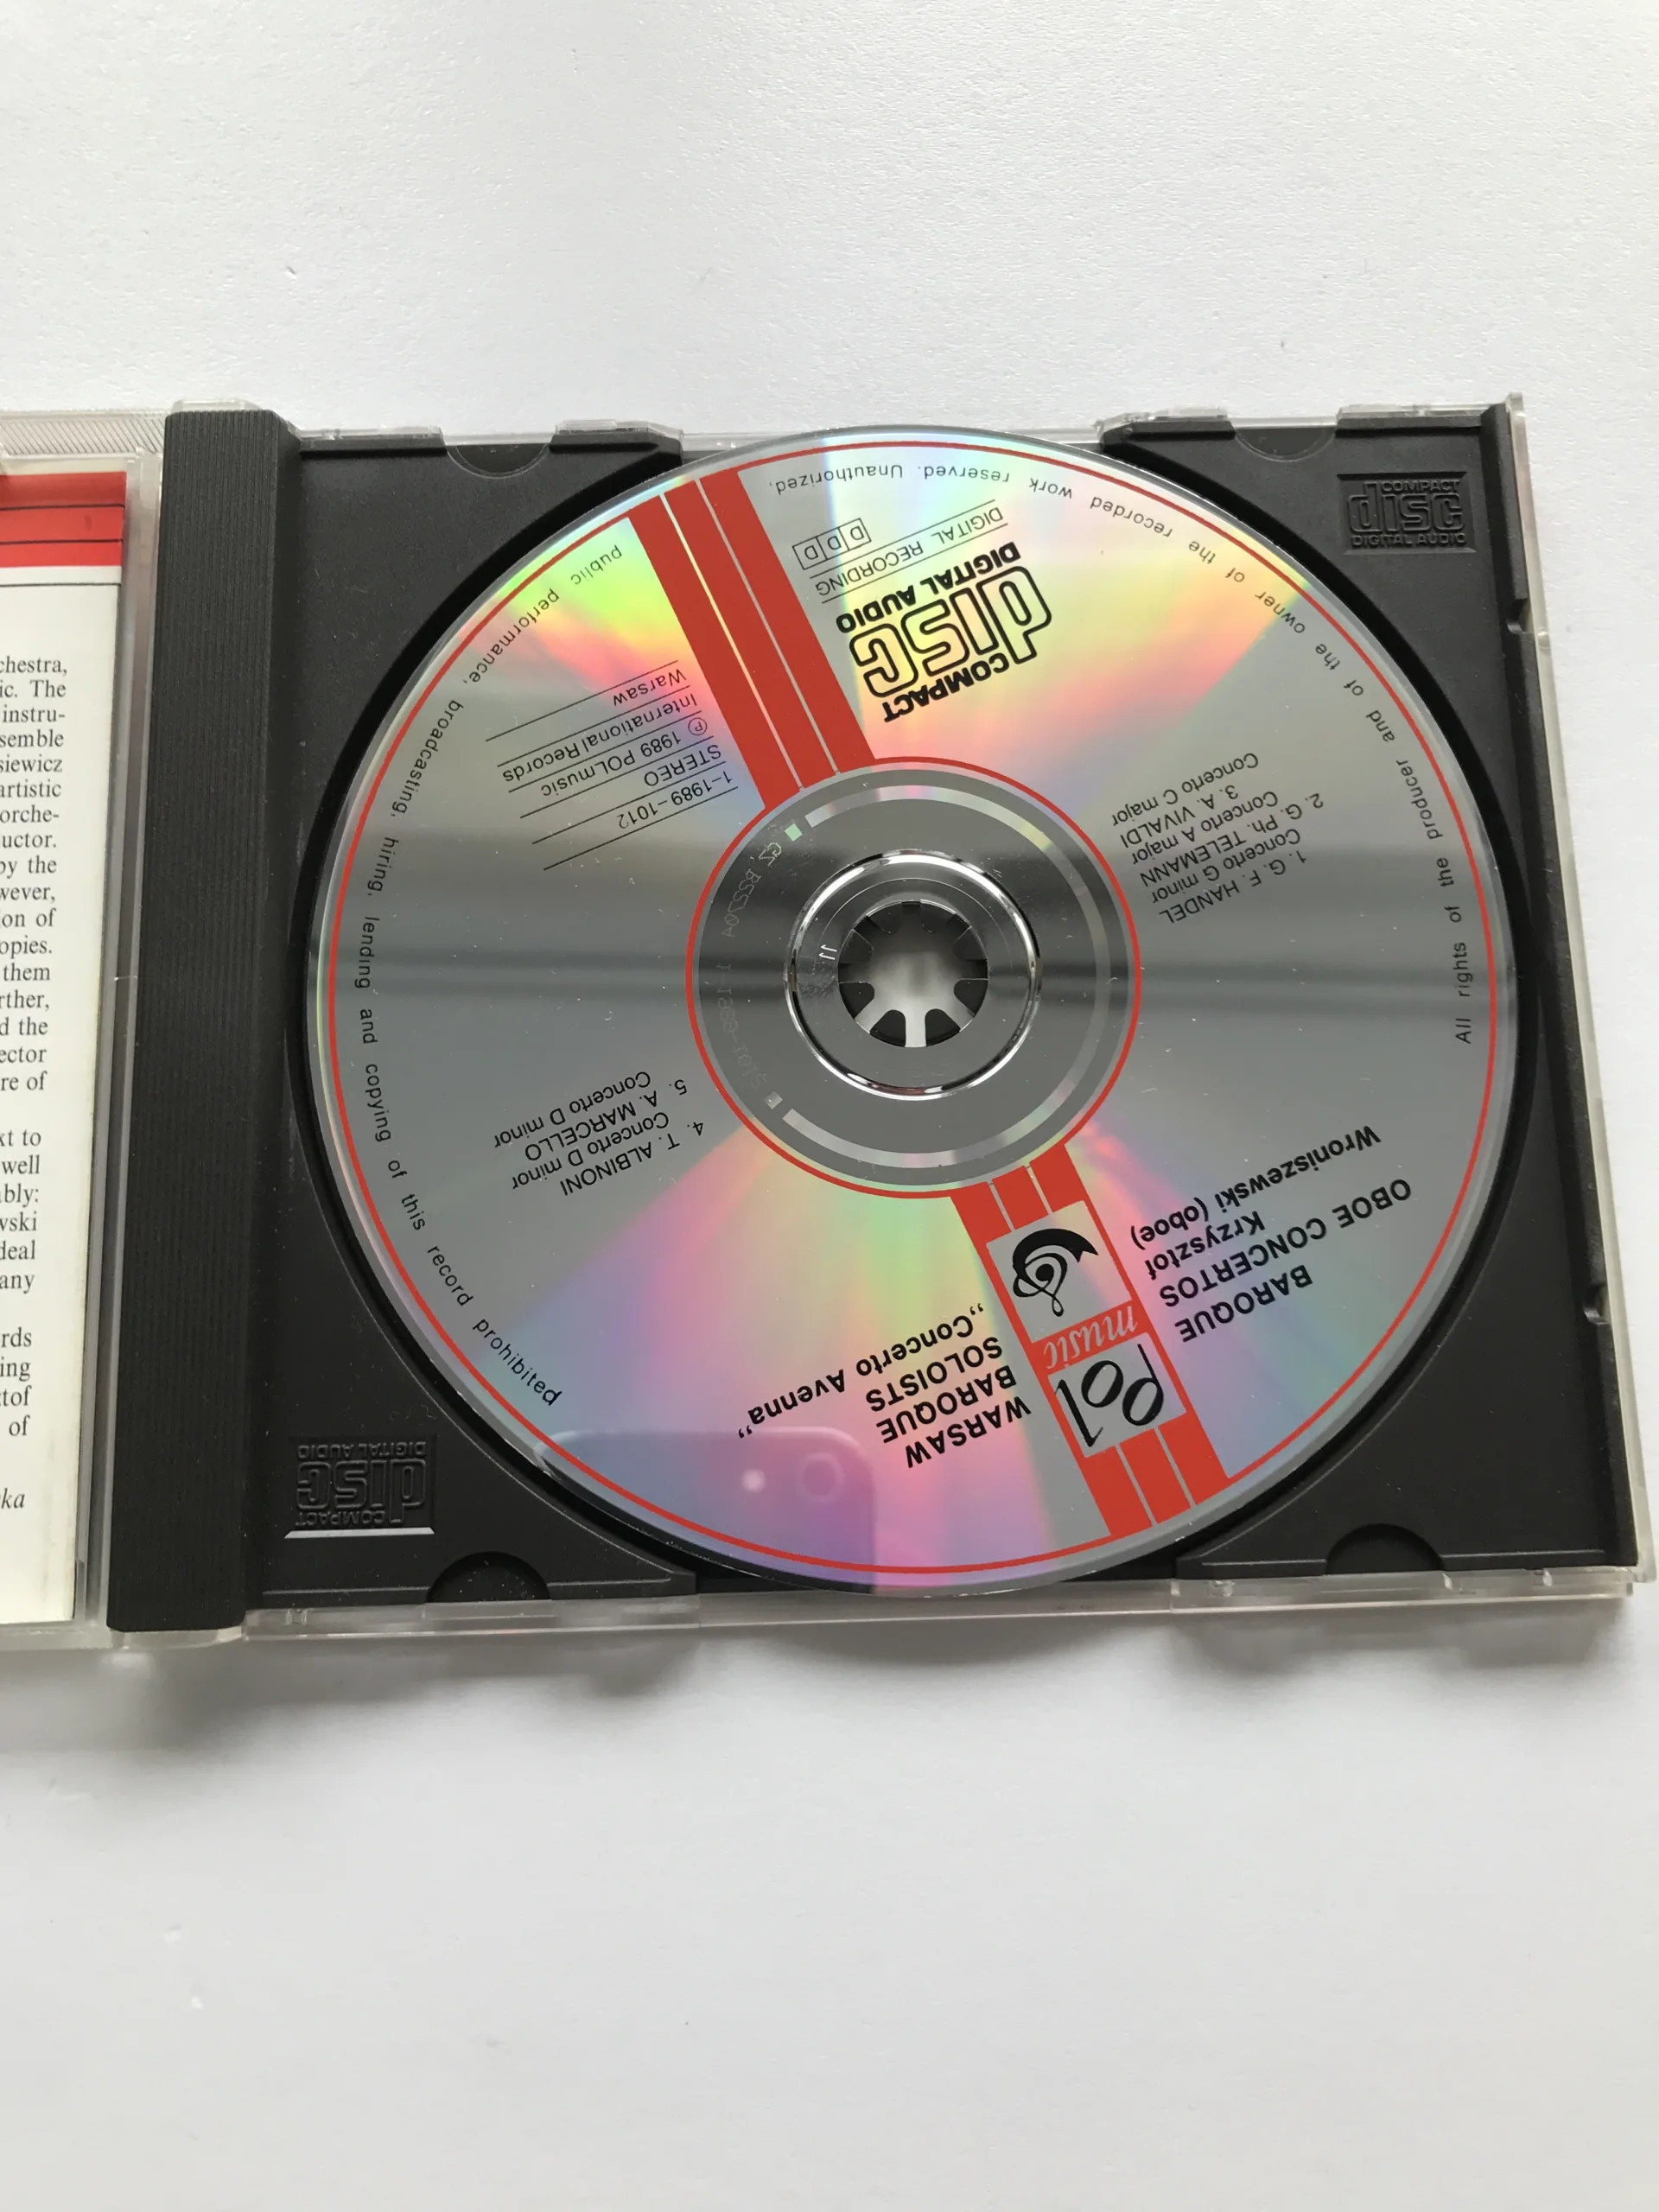 chestra,
ic. The
instru-
semble
siewicz
artistic
orche-
uctor.
by the
wever,
ion of
opies.
them
rther,
d the
ector
re of
xt to
well
bly:
wski
deal
any
rds
ing
tof
of
ka
Pol
music
BAROQUE
OBOE CONCERTOS
Krzysztof
Wroniszewski (oboe)
WARSAW
BAROQUE
SOLOISTS
,,Concerto Avenna”
1. G. F. HANDEL
Concerto G minor
2. G. Ph. TELEMANN
Concerto A major
3. A. VIVALDI
Concerto C major
4. T. ALBINONI
Concerto D minor
5. A. MARCELLO
Concerto D minor
COMPACT
disc
DIGITAL AUDIO
DIGITAL RECORDING
DDD
1-1989-1012
STEREO
Ⓟ 1989 POLmusic
International Records
Warsaw
All rights of the producer and of the owner of the recorded work reserved. Unauthorized, public performance, broadcasting, hiring, lending and copying of this record prohibited
COMPACT
disc
DIGITAL AUDIO
COMPACT
disc
DIGITAL AUDIO